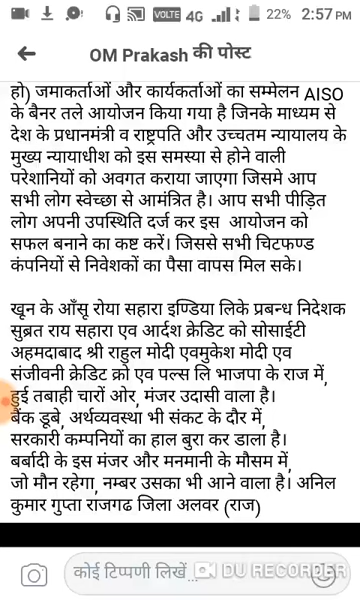 VOLTE 4G 22% 2:57 PM
OM Prakash की पोस्ट
हो) जमाकर्ताओं और कार्यकर्ताओं का सम्मेलन AISO
के बैनर तले आयोजन किया गया है जिनके माध्यम से
देश के प्रधानमंत्री व राष्ट्रपति और उच्चतम न्यायालय के
मुख्य न्यायाधीश को इस समस्या से होने वाली
परेशानियों को अवगत कराया जाएगा जिसमे आप
सभी लोग स्वेच्छा से आमंत्रित है। आप सभी पीड़ित
लोग अपनी उपस्थिति दर्ज कर इस आयोजन को
सफल बनाने का कष्ट करें। जिससे सभी चिटफण्ड
कंपनियों से निवेशकों का पैसा वापस मिल सके।
खून के आँसू रोया सहारा इण्डिया लिके प्रबन्ध निदेशक
सुब्रत राय सहारा एव आर्दश क्रेडिट को सोसाईटी
अहमदाबाद श्री राहुल मोदी एवमुकेश मोदी एव
संजीवनी क्रेडिट क्रो एव पल्स लि भाजपा के राज में,
हुई तबाही चारों ओर, मंजर उदासी वाला है।
बैंक डूबे, अर्थव्यवस्था भी संकट के दौर में,
सरकारी कम्पनियों का हाल बुरा कर डाला है।
बर्बादी के इस मंजर और मनमानी के मौसम में,
जो मौन रहेगा, नम्बर उसका भी आने वाला है। अनिल
कुमार गुप्ता राजगढ जिला अलवर (राज)
कोई टिप्पणी लिखें... DU RECORDER